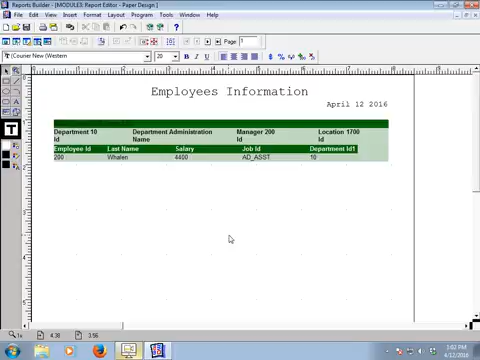 Reports Builder - [MODULE3: Report Editor - Paper Design ]
File Edit View Insert Format Layout Program Tools Window Help
Page: 1
(Courier New (Western 20 B I U
Employees Information
April 12 2016
Department 10 Department Administration Manager 200 Location 1700
Id Name Id Id
Employee Id Last Name Salary Job Id Department Id1
200 Whalen 4400 AD_ASST 10
1x 4.38 3.56
1:02 PM
4/12/2016